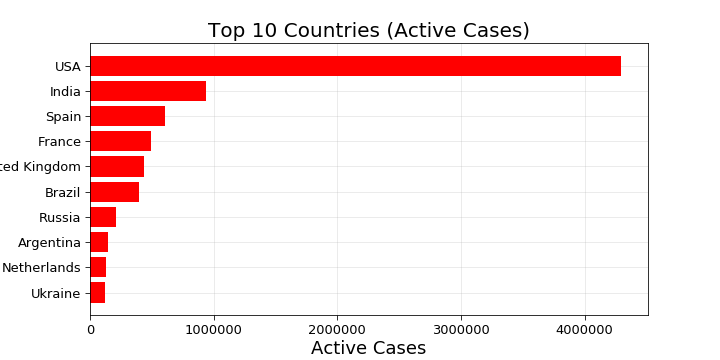 Top 10 Countries (Active Cases)
USA
India
Spain
France
ted Kingdom
Brazil
Russia
Argentina
Netherlands
Ukraine
0 1000000 2000000 3000000 4000000
Active Cases